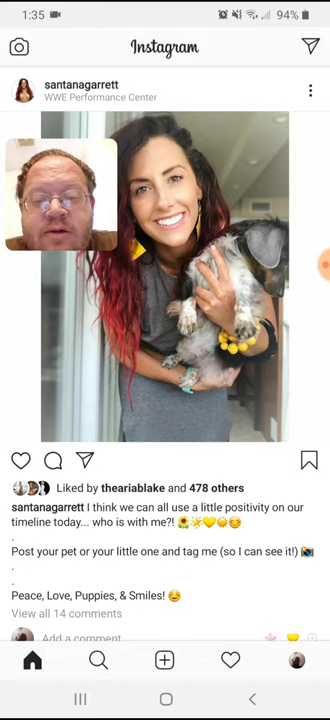 1:35 94%
Instagram
santanagarrett
WWE Performance Center
Liked by theariablake and 478 others
santanagarrett I think we can all use a little positivity on our
timeline today... who is with me?! 🌻☀️💛🌞😊
.
Post your pet or your little one and tag me (so I can see it!) 📸
.
.
Peace, Love, Puppies, & Smiles! ☺️
View all 14 comments
Add a comment